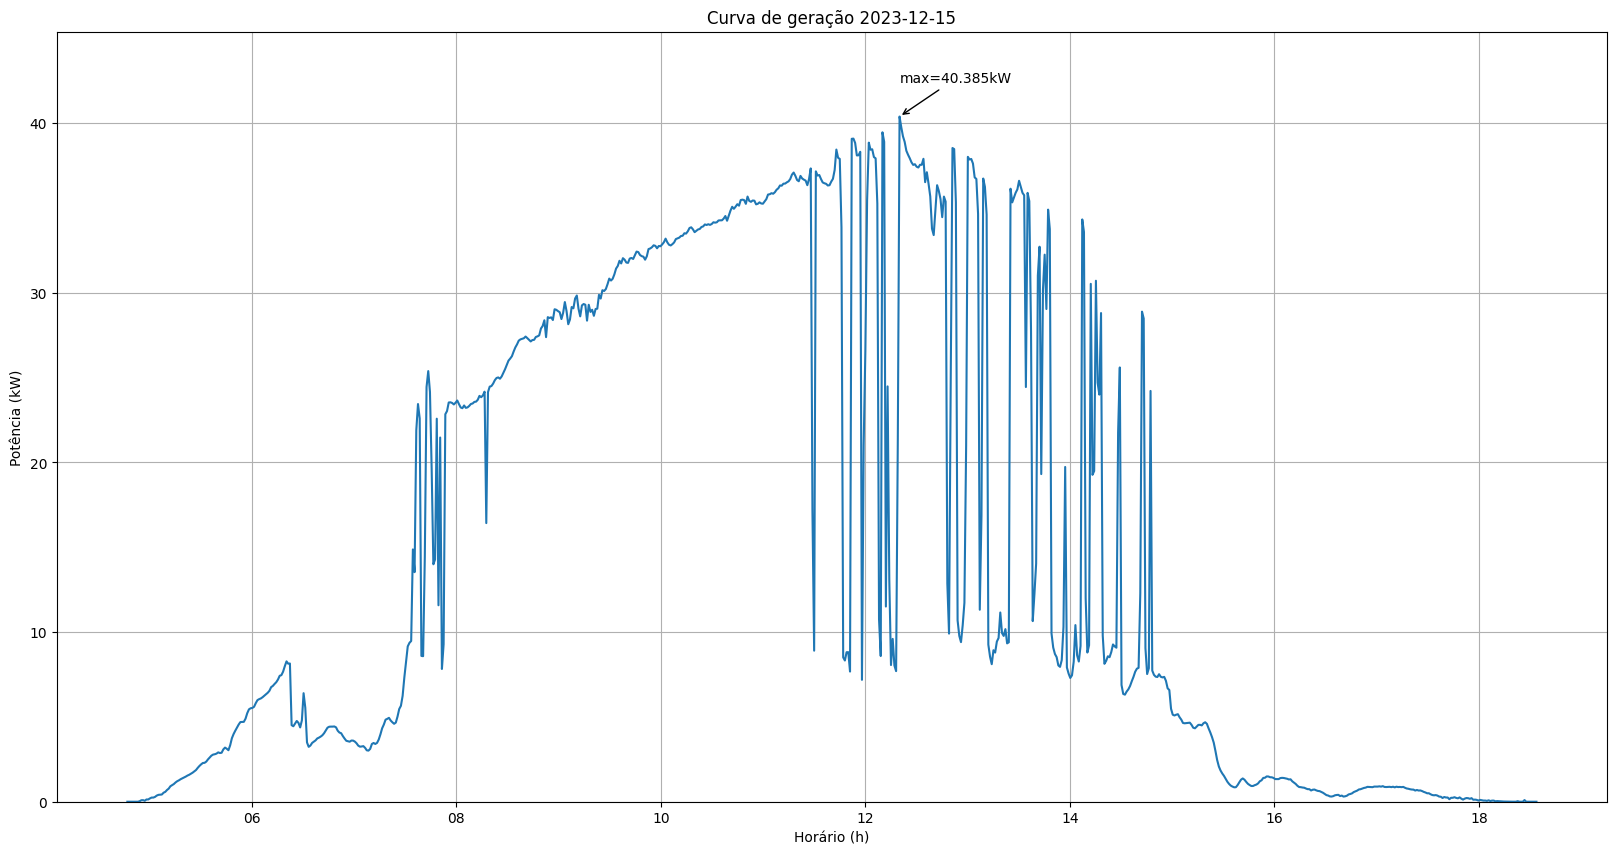 Curva de geração 2023-12-15
max=40.385kW
Potência (kW)
40
30
20
10
0
06 08 10 12 14 16 18
Horário (h)